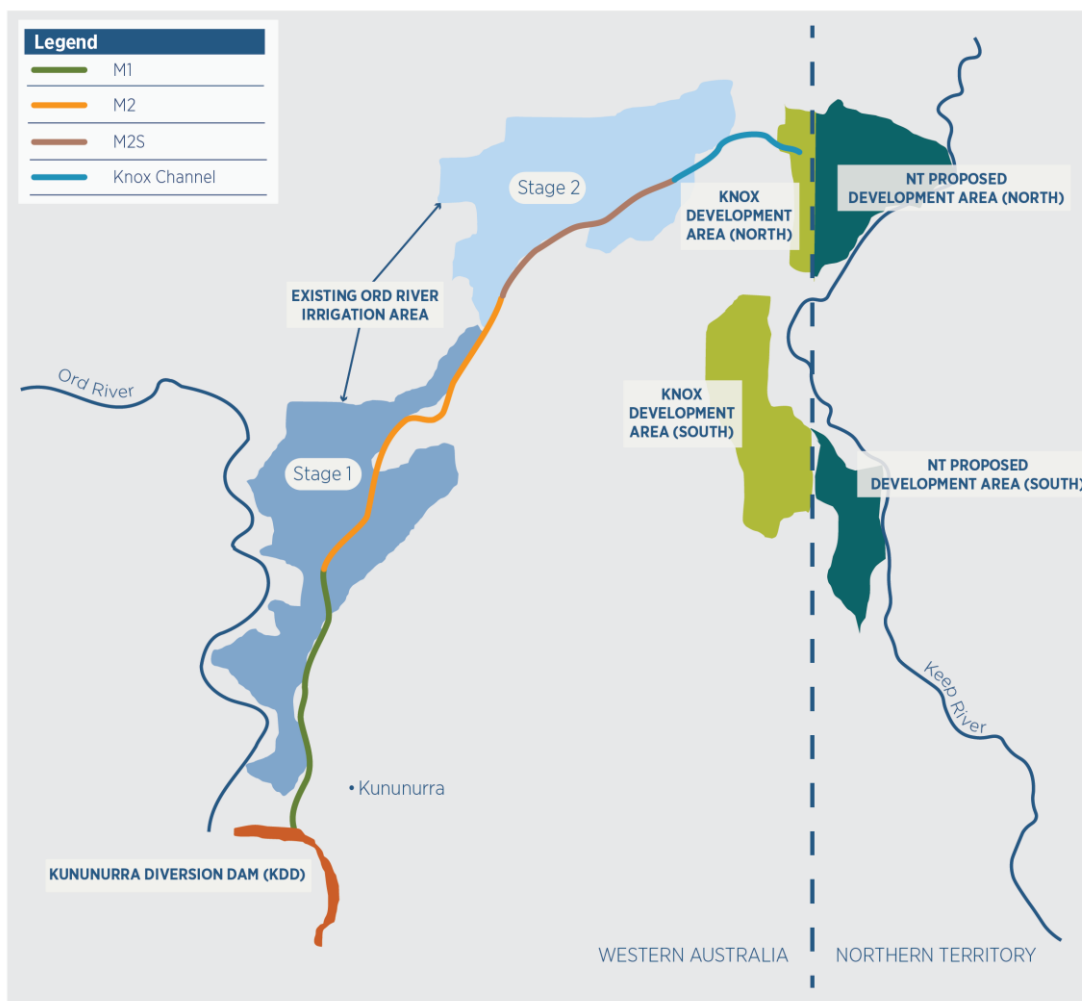 Legend
M1
M2
M2S
Knox Channel
Stage 2
KNOX
DEVELOPMENT
AREA (NORTH)
NT PROPOSED
DEVELOPMENT AREA (NORTH)
EXISTING ORD RIVER
IRRIGATION AREA
Ord River
KNOX
DEVELOPMENT
AREA (SOUTH)
Stage 1
NT PROPOSED
DEVELOPMENT AREA (SOUTH)
Keep River
• Kununurra
KUNUNURRA DIVERSION DAM (KDD)
WESTERN AUSTRALIA
NORTHERN TERRITORY